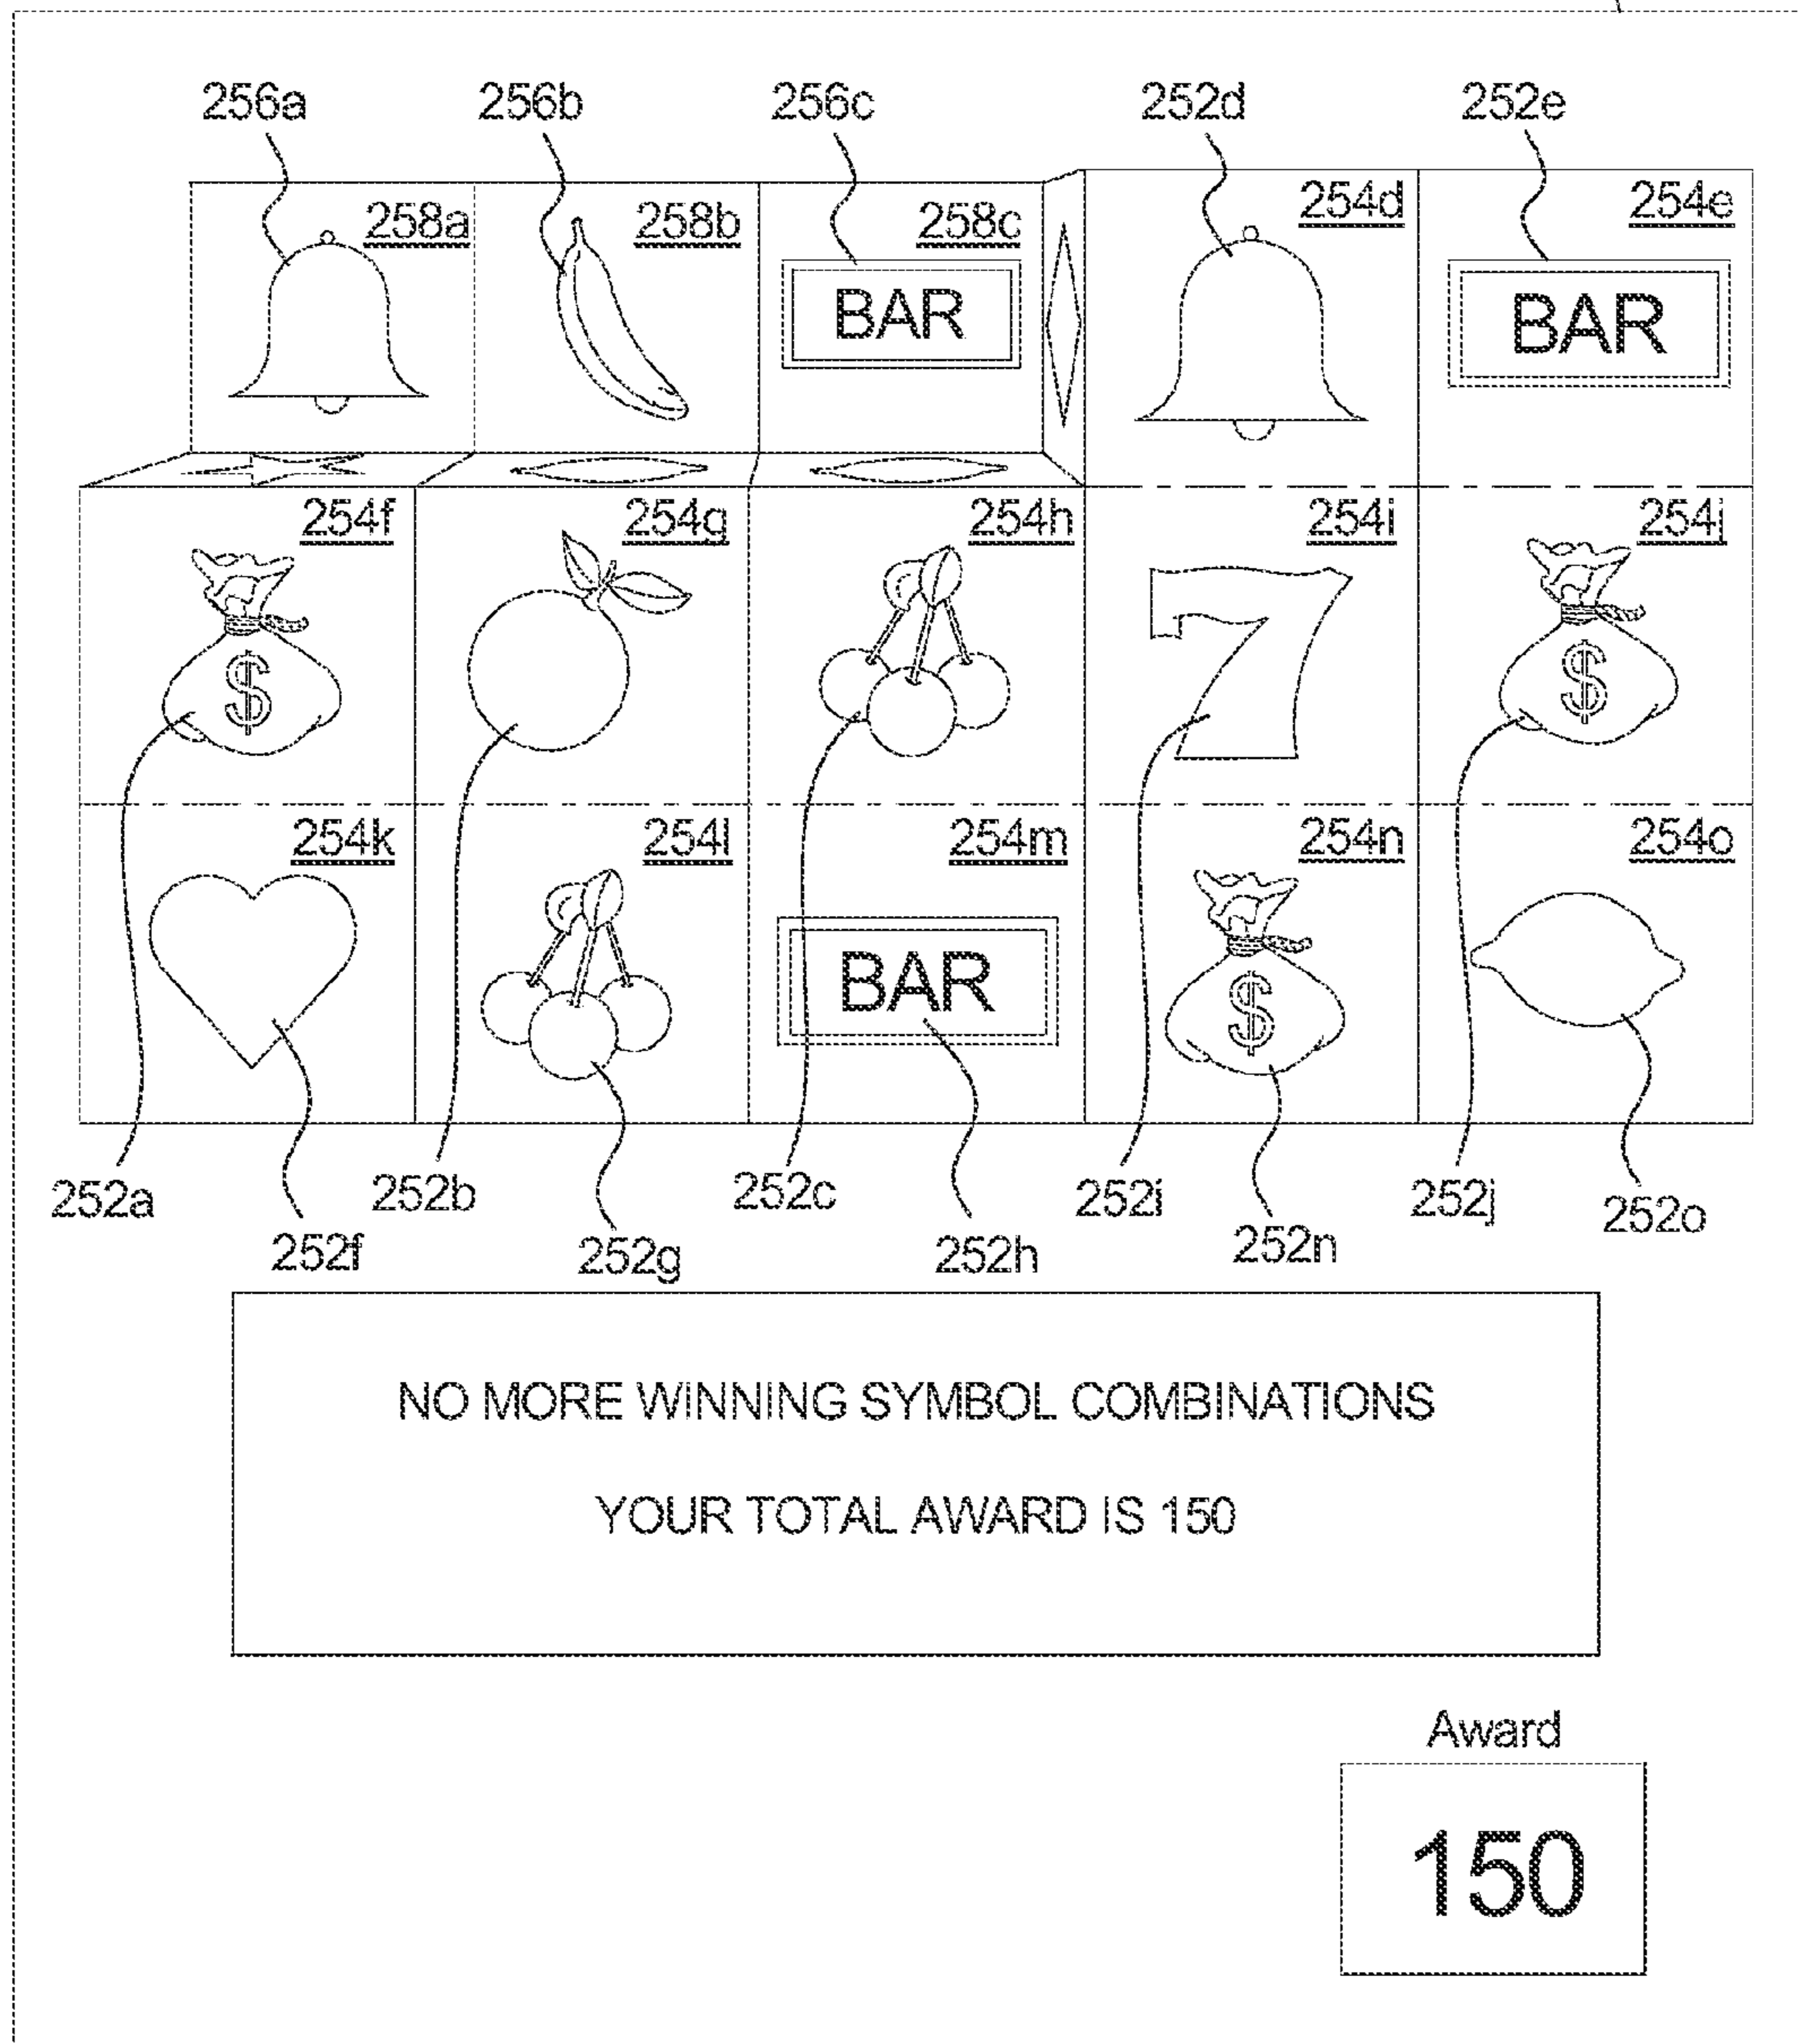 256a 256b 256c 252d 252e
258a 258b 258c 254d 254e
BAR BAR
254f 254g 254h 254i 254j
$ 7 $
254k 254l 254m 254n 254o
BAR $
252a 252b 252c 252i 252j 252o
252f 252g 252h 252n
NO MORE WINNING SYMBOL COMBINATIONS
YOUR TOTAL AWARD IS 150
Award
150